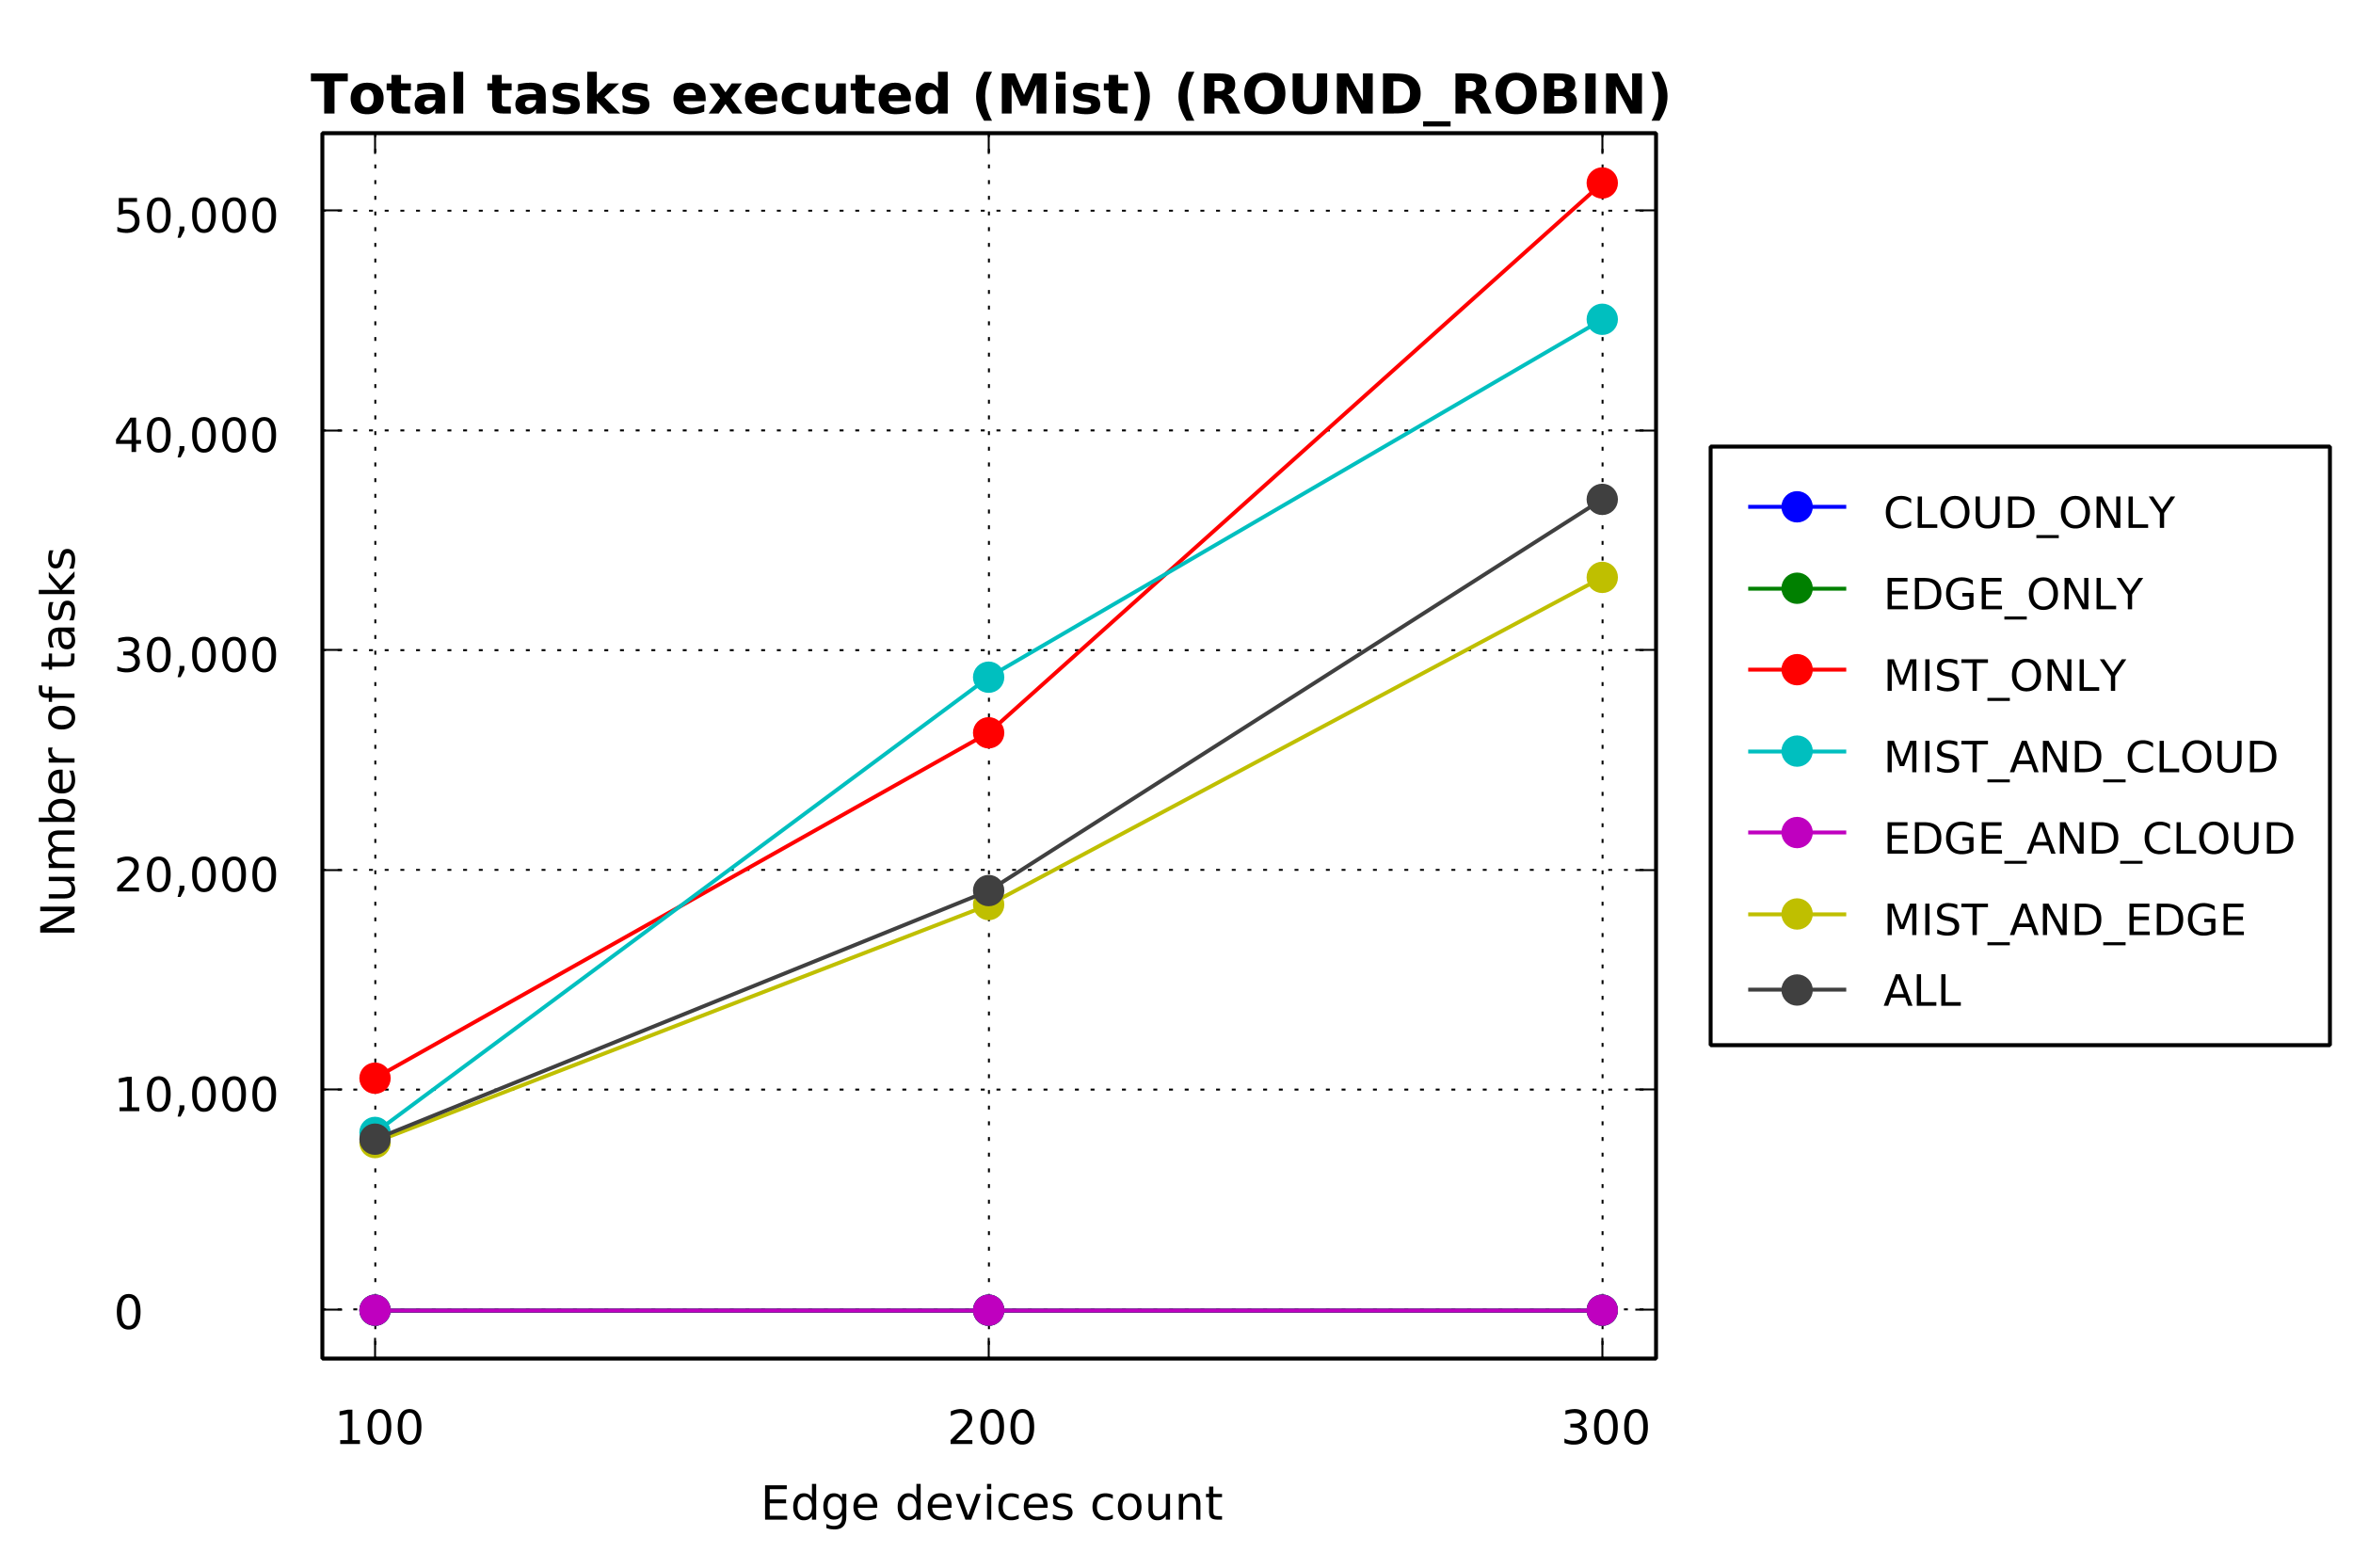 Total tasks executed (Mist) (ROUND_ROBIN)
50,000
40,000
30,000
20,000
10,000
0
Number of tasks
100
200
300
Edge devices count
CLOUD_ONLY
EDGE_ONLY
MIST_ONLY
MIST_AND_CLOUD
EDGE_AND_CLOUD
MIST_AND_EDGE
ALL